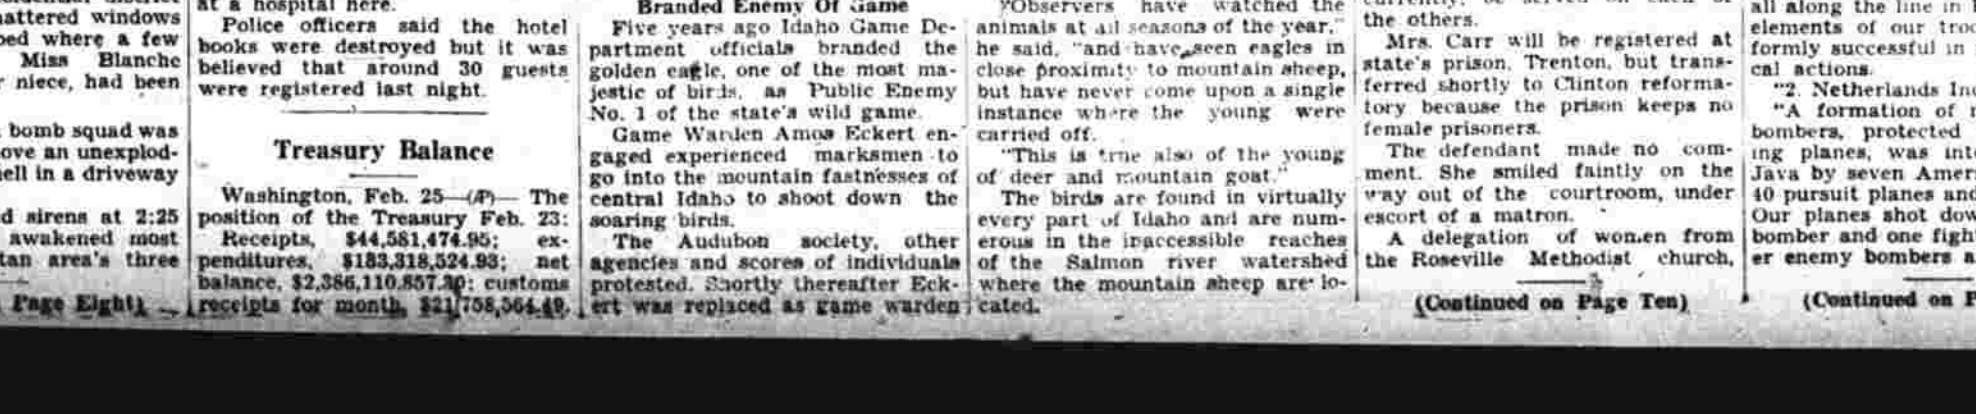 attered windows
bed where a few
Miss Blanche
niece, had been
bomb squad was
ove an unexplod-
ell in a driveway
d sirens at 2:25
awakened most
tan area's three
Page Eight)
at a hospital here.
Police officers said the hotel
books were destroyed but it was
believed that around 30 guests
were registered last night.
Treasury Balance
Washington, Feb. 25—(AP)— The
position of the Treasury Feb. 23:
Receipts, $44,581,474.95; ex-
penditures, $183,318,524.93; net
balance, $2,386,110,857.20; customs
receipts for month, $21,758,564.49.
Branded Enemy Of Game
Five years ago Idaho Game De-
partment officials branded the
golden eagle, one of the most ma-
jestic of birds, as Public Enemy
No. 1 of the state's wild game.
Game Warden Amos Eckert en-
gaged experienced marksmen to
go into the mountain fastnesses of
central Idaho to shoot down the
soaring birds.
The Audubon society, other
agencies and scores of individuals
protested. Shortly thereafter Eck-
ert was replaced as game warden
"Observers have watched the
animals at all seasons of the year,"
he said, "and have seen eagles in
close proximity to mountain sheep,
but have never come upon a single
instance where the young were
carried off.
"This is true also of the young
of deer and mountain goat."
The birds are found in virtually
every part of Idaho and are num-
erous in the inaccessible reaches
of the Salmon river watershed
where the mountain sheep are lo-
cated.
the others.
Mrs. Carr will be registered at
state's prison, Trenton, but trans-
ferred shortly to Clinton reforma-
tory because the prison keeps no
female prisoners.
The defendant made no com-
ment. She smiled faintly on the
way out of the courtroom, under
escort of a matron.
A delegation of women from
the Roseville Methodist church,
(Continued on Page Ten)
all along the line in
elements of our troo
formly successful in
cal actions.
"2. Netherlands Ind
"A formation of
bombers, protected
ing planes, was int
Java by seven Amer
40 pursuit planes and
Our planes shot dow
bomber and one fight
er enemy bombers a
(Continued on P